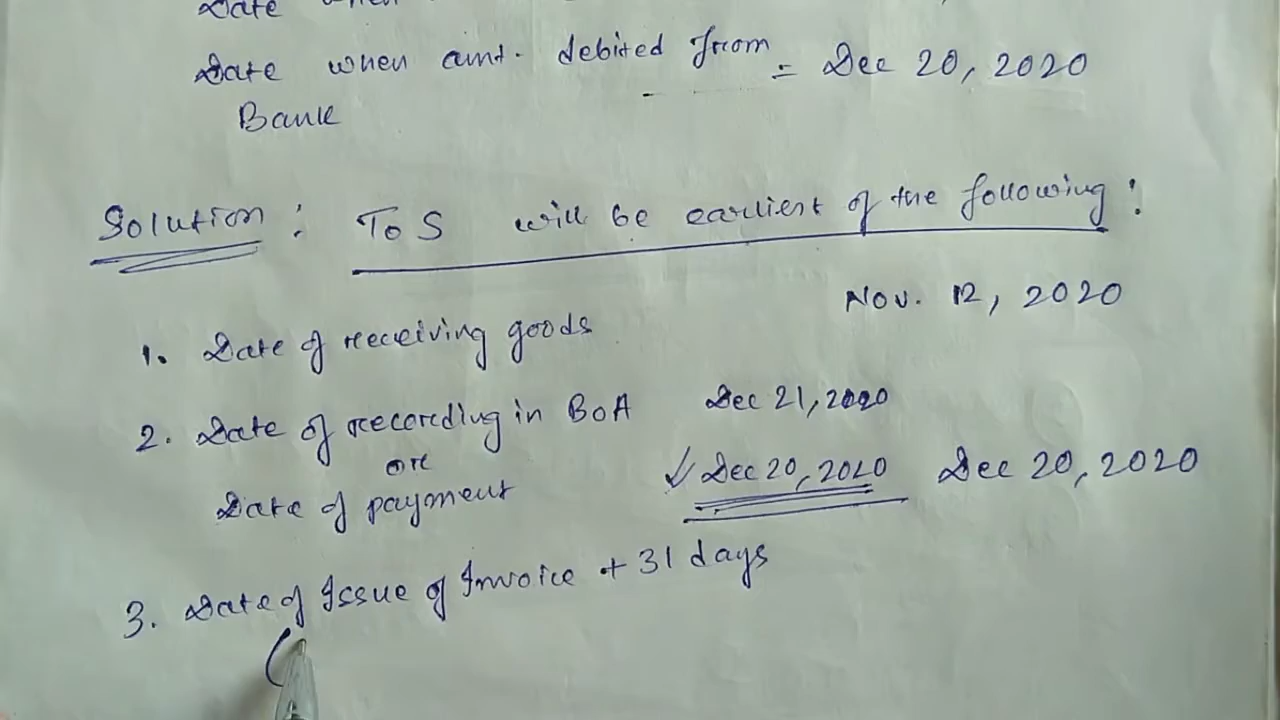 Date
Date when amt. debited from = Dec 20, 2020
Bank
Solution : ToS will be earliest of the following :
Nov. 12, 2020
1. Date of receiving goods
2. Date of recording in BoA Dec 21, 2020
or
Date of payment ✓ Dec 20, 2020 Dec 20, 2020
3. Date of Issue of Invoice + 31 days
(